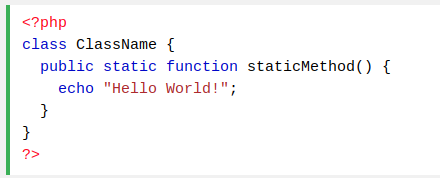 <?php
class ClassName {
  public static function staticMethod() {
    echo "Hello World!";
  }
}
?>